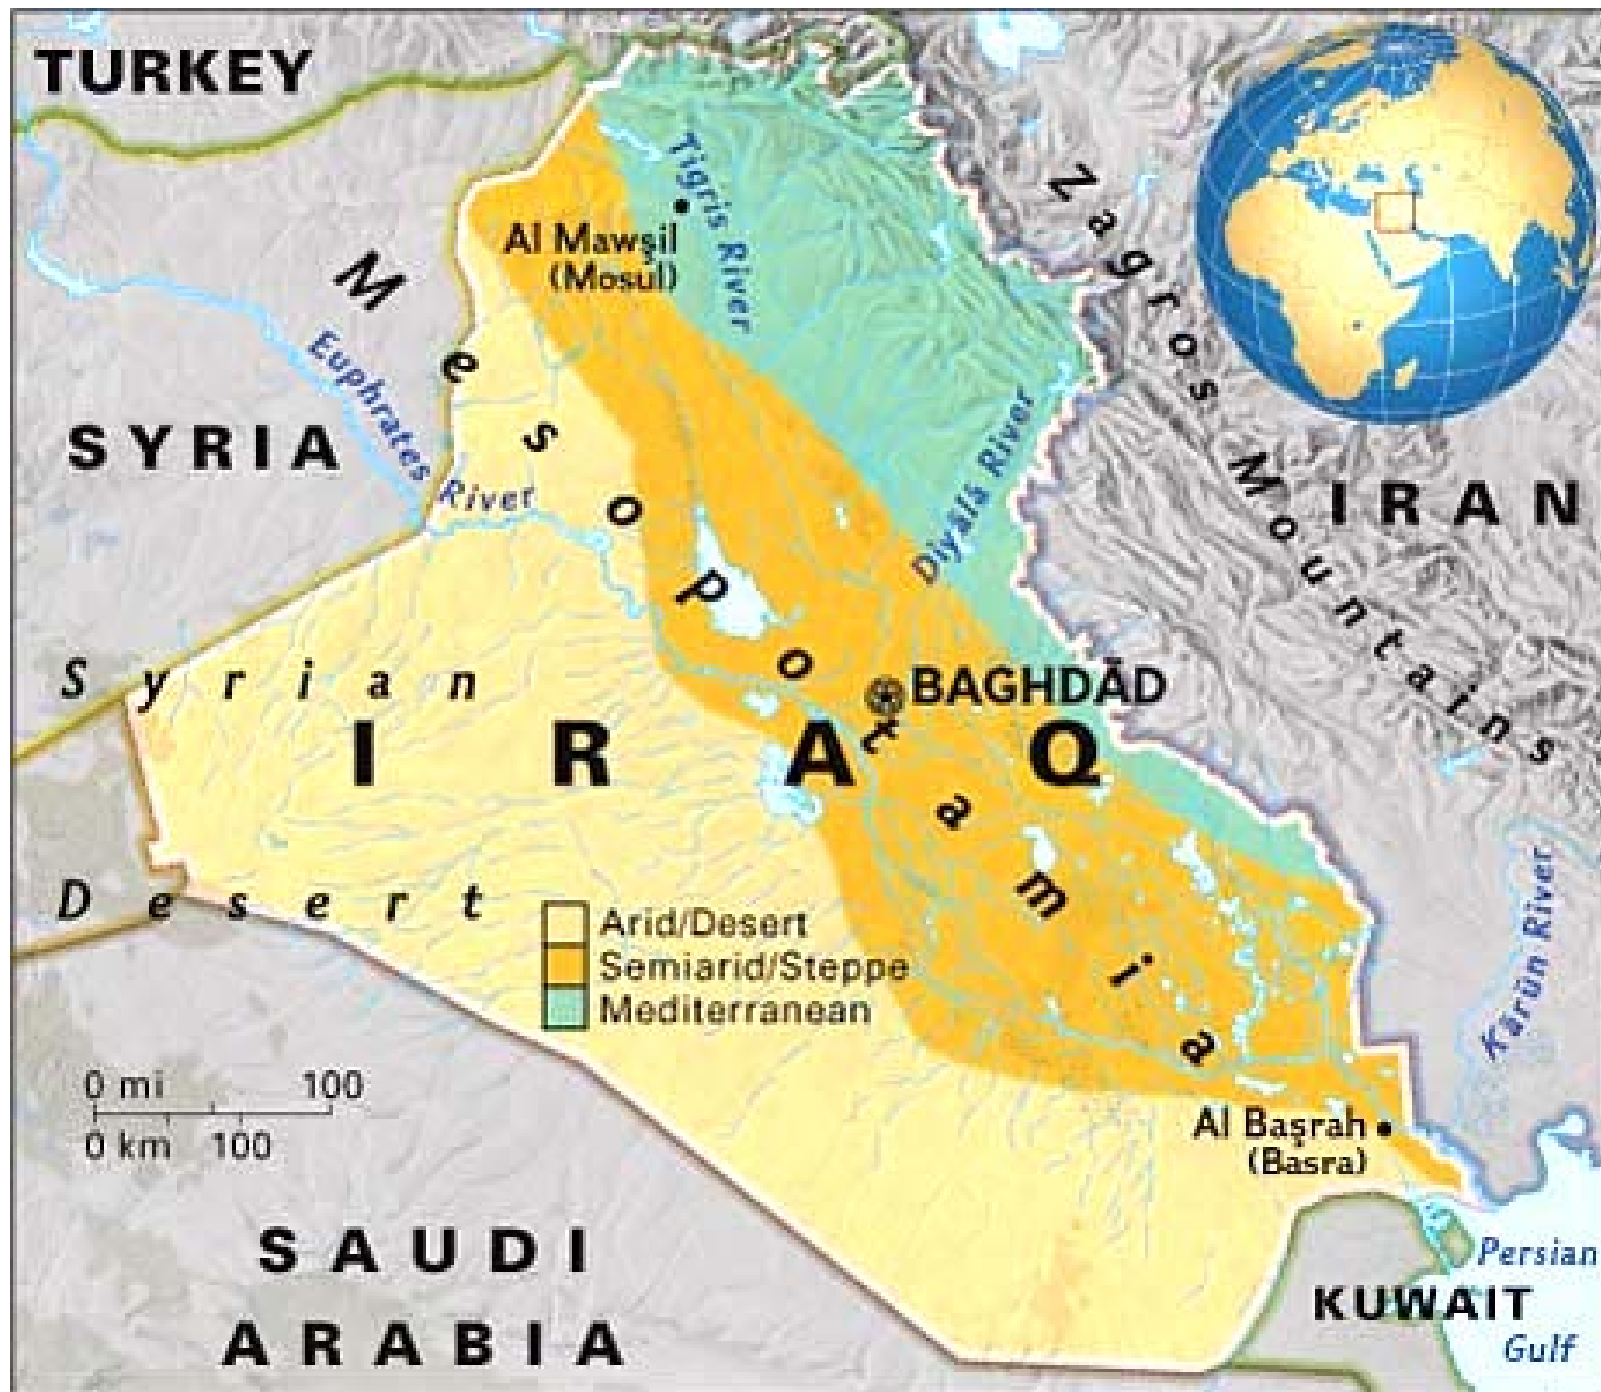 TURKEY
Tigris River
Zagros Mountains
Al Mawşil
(Mosul)
Mesopotamia
Euphrates River
SYRIA
IRAN
Diyālá River
Syrian
Desert
BAGHDĀD
IRAQ
Arid/Desert
Semiarid/Steppe
Mediterranean
Kārūn River
0 mi 100
0 km 100
Al Başrah
(Basra)
SAUDI
ARABIA
KUWAIT
Persian
Gulf